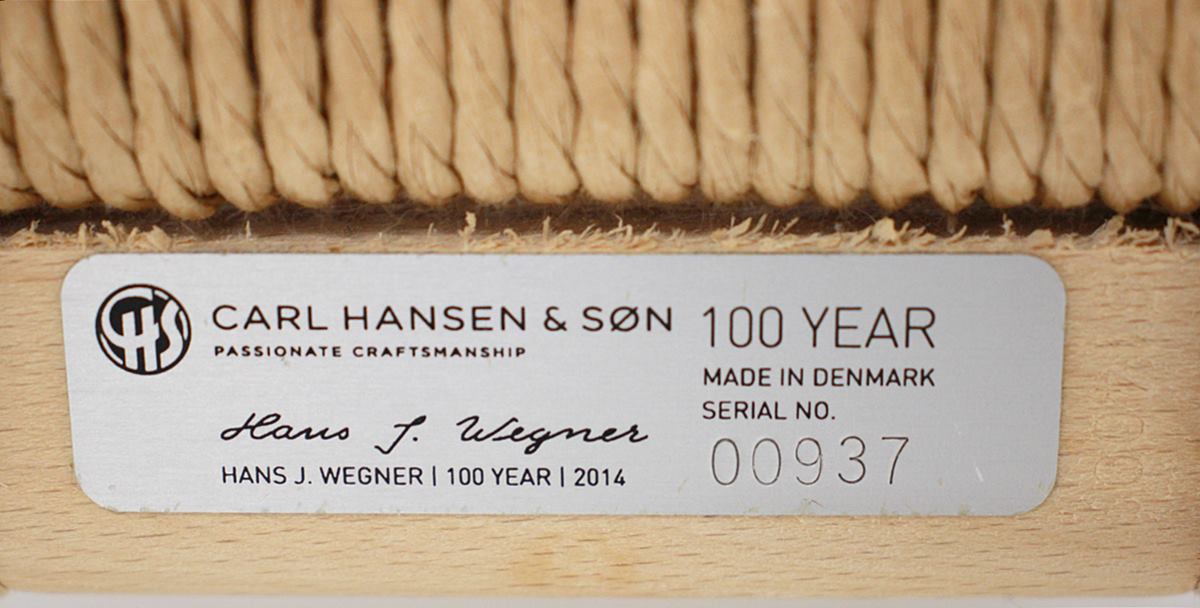 CHS
CARL HANSEN & SØN
PASSIONATE CRAFTSMANSHIP
Hans J. Wegner
HANS J. WEGNER | 100 YEAR | 2014
100 YEAR
MADE IN DENMARK
SERIAL NO.
00937